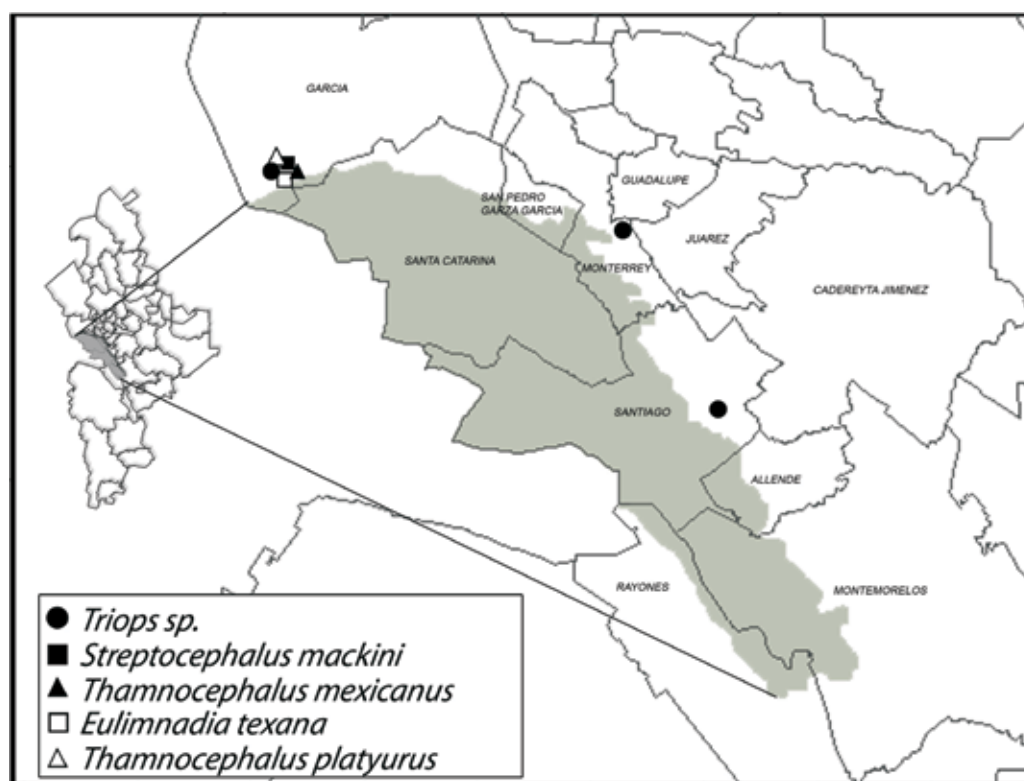 GARCIA
GUADALUPE
SAN PEDRO
GARZA GARCIA
JUAREZ
SANTA CATARINA
MONTERREY
CADEREYTA JIMENEZ
SANTIAGO
ALLENDE
RAYONES
MONTEMORELOS
Triops sp.
Streptocephalus mackini
Thamnocephalus mexicanus
Eulimnadia texana
Thamnocephalus platyurus